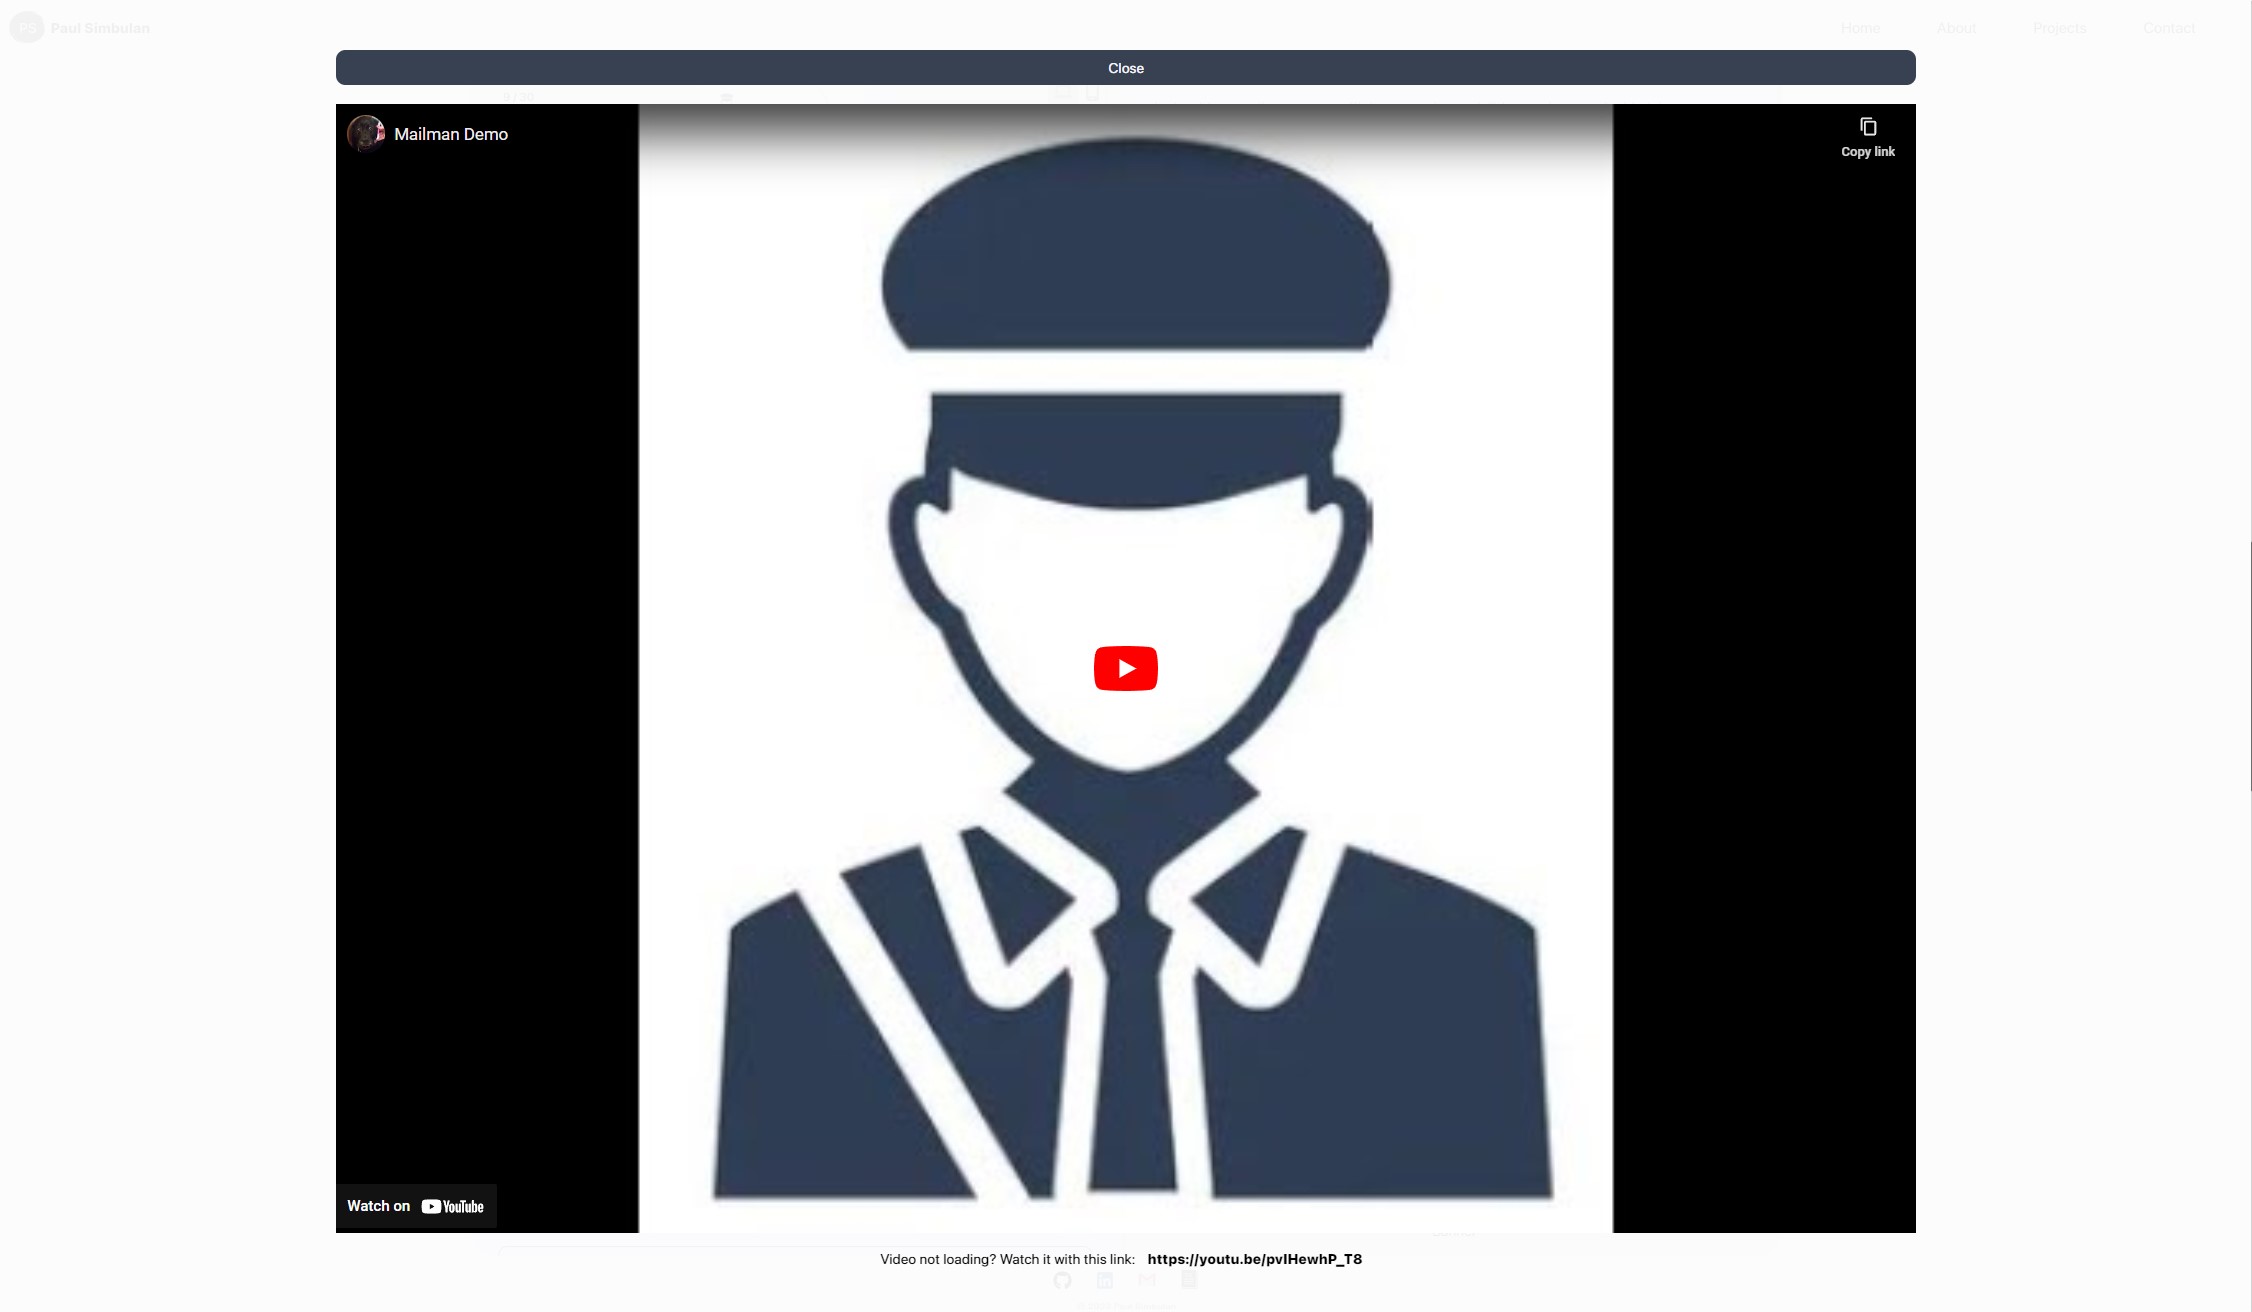 PS Paul Simbulan
Home About Projects Contact
Close
Mailman Demo
Copy link
Watch on YouTube
Video not loading? Watch it with this link: https://youtu.be/pvIHewhP_T8